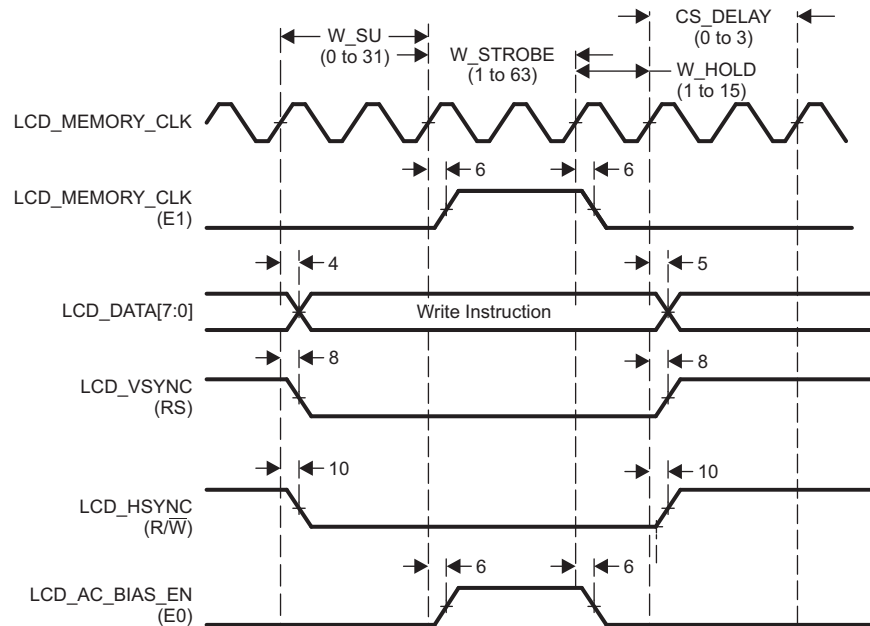 CS_DELAY
(0 to 3)
W_SU
(0 to 31)
W_STROBE
(1 to 63)
W_HOLD
(1 to 15)
LCD_MEMORY_CLK
6
6
LCD_MEMORY_CLK
(E1)
4
5
LCD_DATA[7:0]
Write Instruction
8
8
LCD_VSYNC
(RS)
10
10
LCD_HSYNC
(R/W̅)
6
6
LCD_AC_BIAS_EN
(E0)